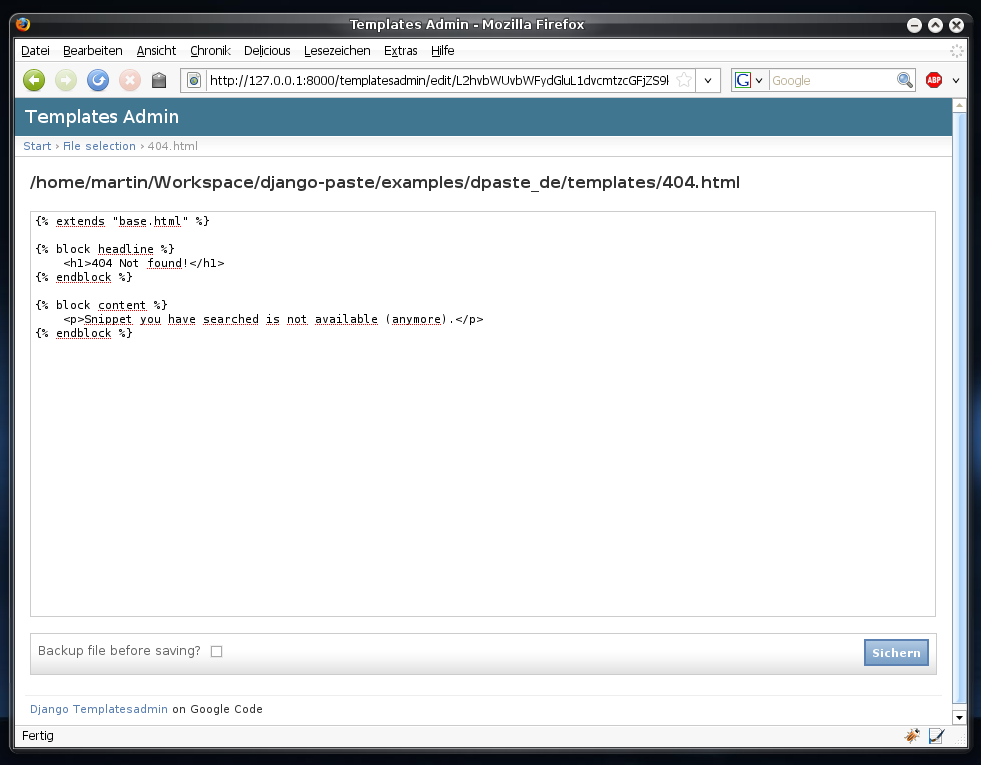 Templates Admin - Mozilla Firefox
Datei Bearbeiten Ansicht Chronik Delicious Lesezeichen Extras Hilfe
http://127.0.0.1:8000/templatesadmin/edit/L2hvbWUvbWFydGluL1dvcmtzcGFjZS9k
G Google ABP
Templates Admin
Start › File selection › 404.html
/home/martin/Workspace/django-paste/examples/dpaste_de/templates/404.html
{% extends "base.html" %}
{% block headline %}
<h1>404 Not found!</h1>
{% endblock %}
{% block content %}
<p>Snippet you have searched is not available (anymore).</p>
{% endblock %}
Backup file before saving?
Sichern
Django Templatesadmin on Google Code
Fertig